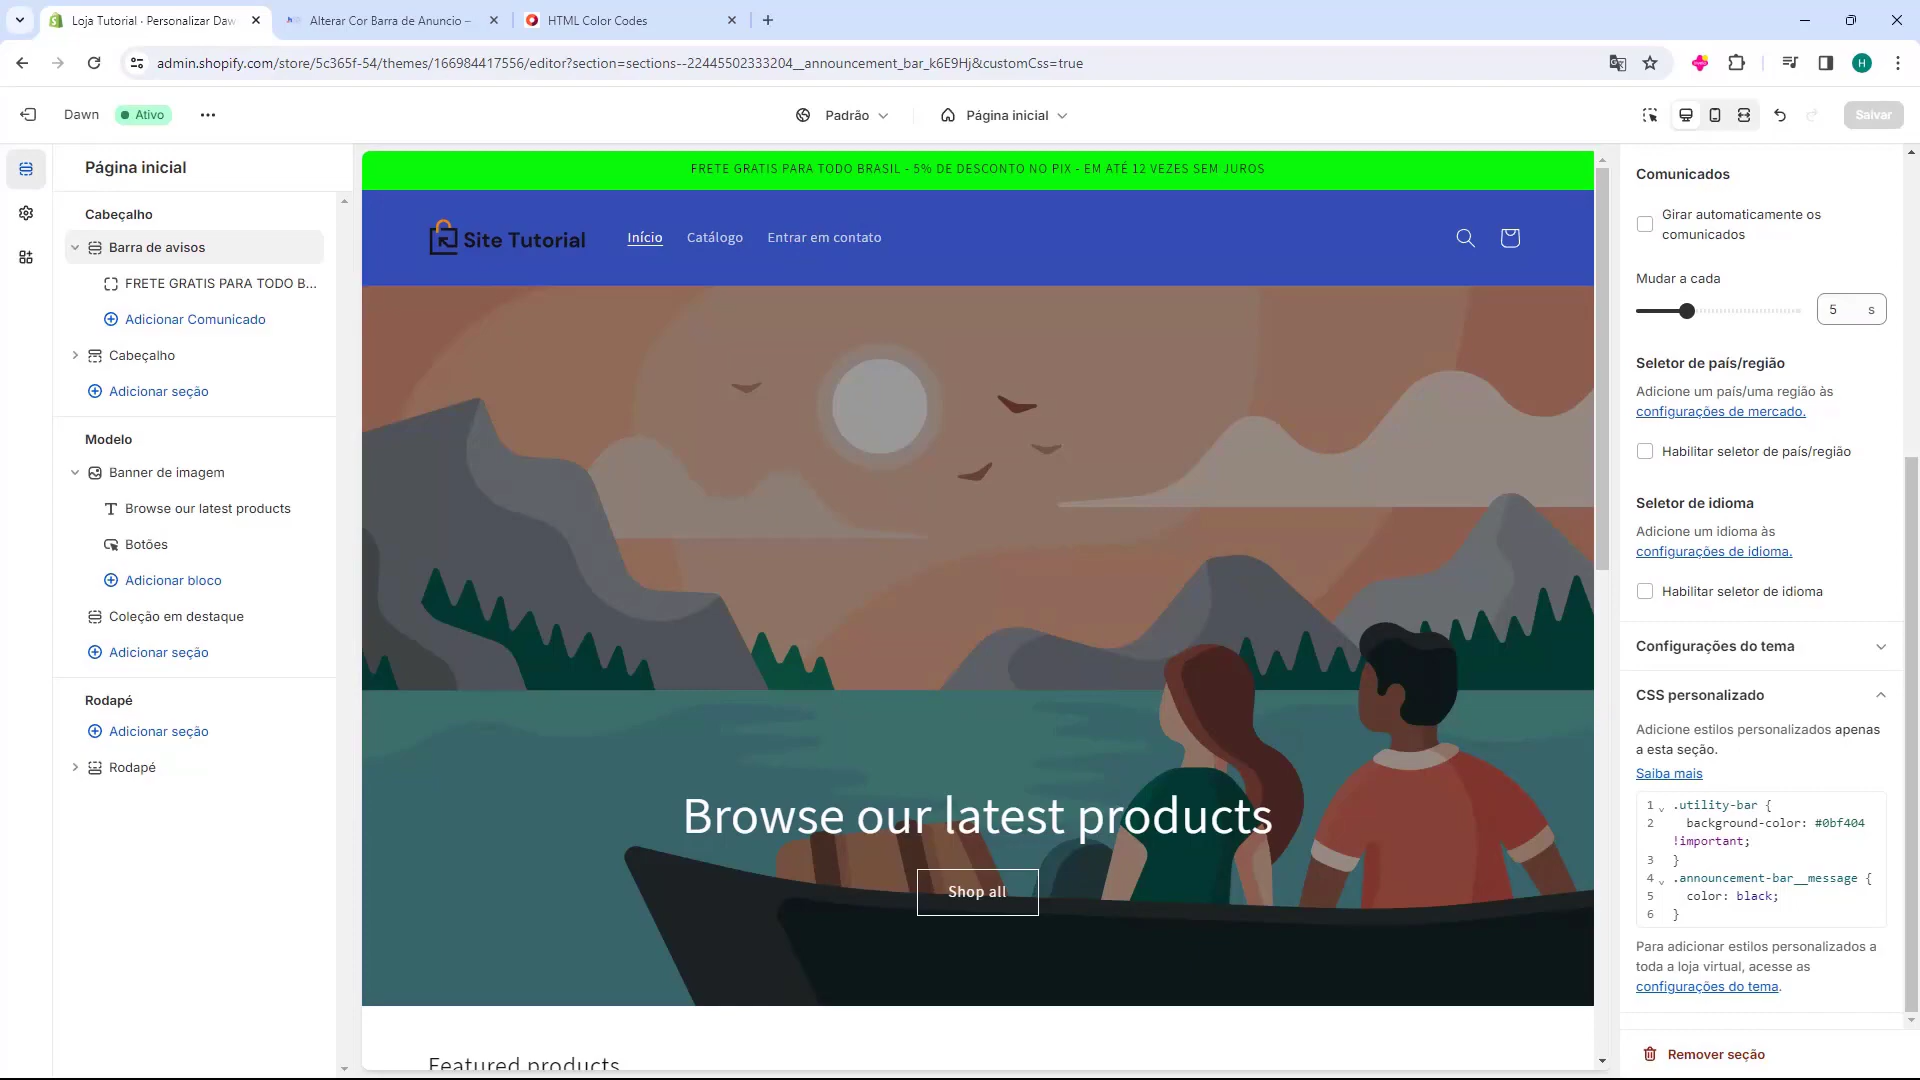 Loja Tutorial · Personalizar Daw
Alterar Cor Barra de Anuncio –
HTML Color Codes
admin.shopify.com/store/5c365f-54/themes/166984417556/editor?section=sections--22445502333204__announcement_bar_k6E9Hj&customCss=true
H
Dawn
Ativo
Padrão
Página inicial
Salvar
Página inicial
Cabeçalho
Barra de avisos
FRETE GRATIS PARA TODO B...
Adicionar Comunicado
Cabeçalho
Adicionar seção
Modelo
Banner de imagem
Browse our latest products
Botões
Adicionar bloco
Coleção em destaque
Adicionar seção
Rodapé
Adicionar seção
Rodapé
FRETE GRATIS PARA TODO BRASIL - 5% DE DESCONTO NO PIX - EM ATÉ 12 VEZES SEM JUROS
Site Tutorial
Início
Catálogo
Entrar em contato
Browse our latest products
Shop all
Featured products
Comunicados
Girar automaticamente os
comunicados
Mudar a cada
5 s
Seletor de país/região
Adicione um país/uma região às
configurações de mercado.
Habilitar seletor de país/região
Seletor de idioma
Adicione um idioma às
configurações de idioma.
Habilitar seletor de idioma
Configurações do tema
CSS personalizado
Adicione estilos personalizados apenas
a esta seção.
Saiba mais
1 .utility-bar {
2 background-color: #0bf404
!important;
3 }
4 .announcement-bar__message {
5 color: black;
6 }
Para adicionar estilos personalizados a
toda a loja virtual, acesse as
configurações do tema.
Remover seção